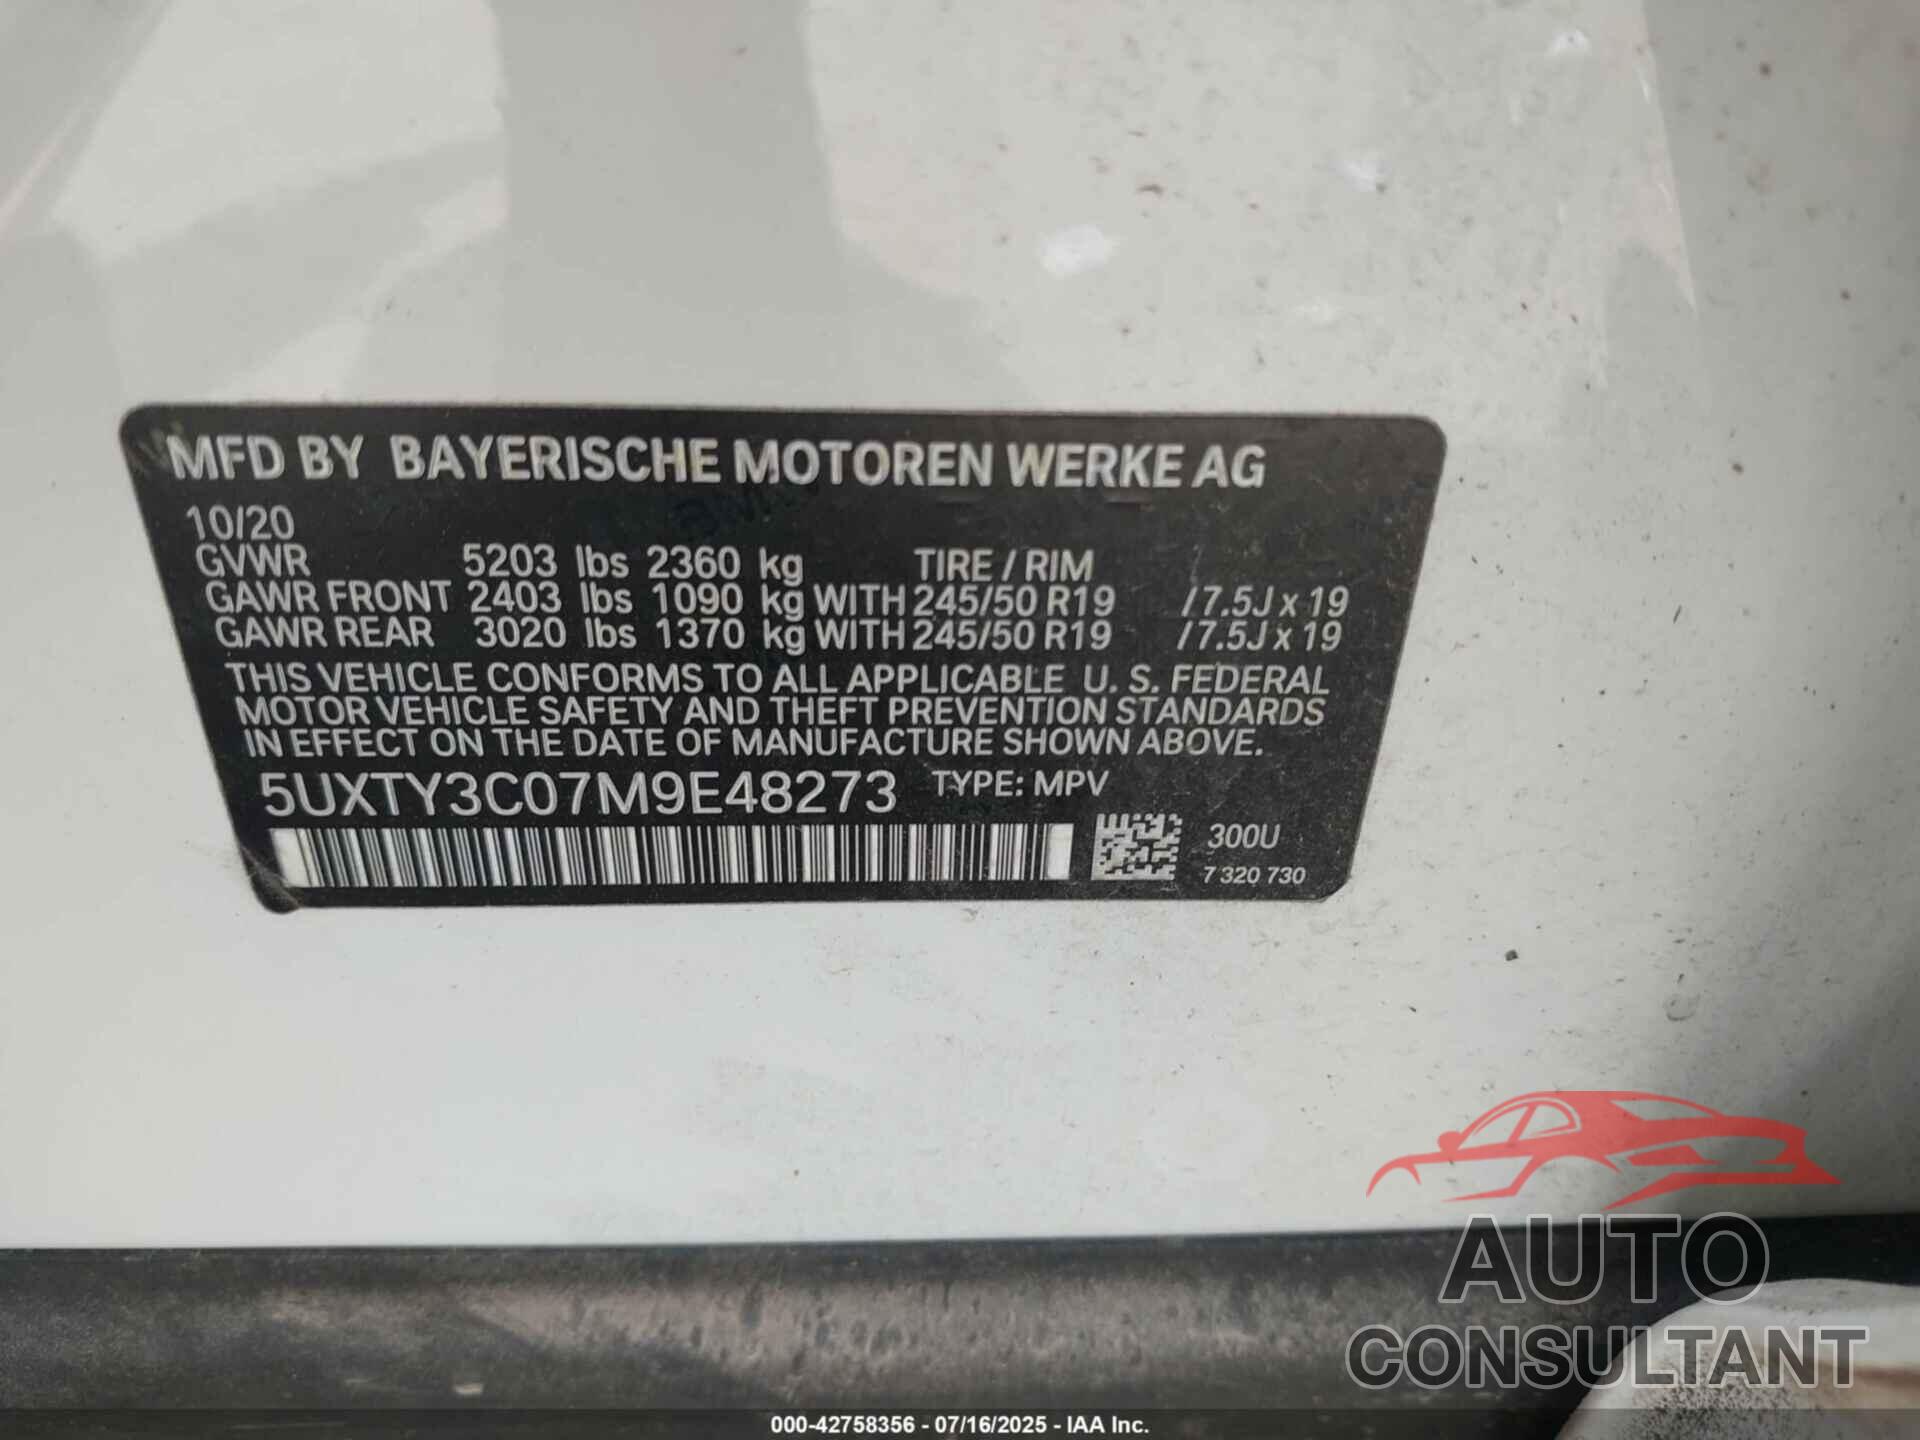 MFD BY BAYERISCHE MOTOREN WERKE AG
10/20
GVWR 5203 lbs 2360 kg TIRE / RIM
GAWR FRONT 2403 lbs 1090 kg WITH 245/50 R19 / 7.5J x 19
GAWR REAR 3020 lbs 1370 kg WITH 245/50 R19 / 7.5J x 19
THIS VEHICLE CONFORMS TO ALL APPLICABLE U. S. FEDERAL
MOTOR VEHICLE SAFETY AND THEFT PREVENTION STANDARDS
IN EFFECT ON THE DATE OF MANUFACTURE SHOWN ABOVE.
5UXTY3C07M9E48273 TYPE: MPV
300U
7 320 730
AUTO
CONSULTANT
000-42758356 - 07/16/2025 - IAA Inc.